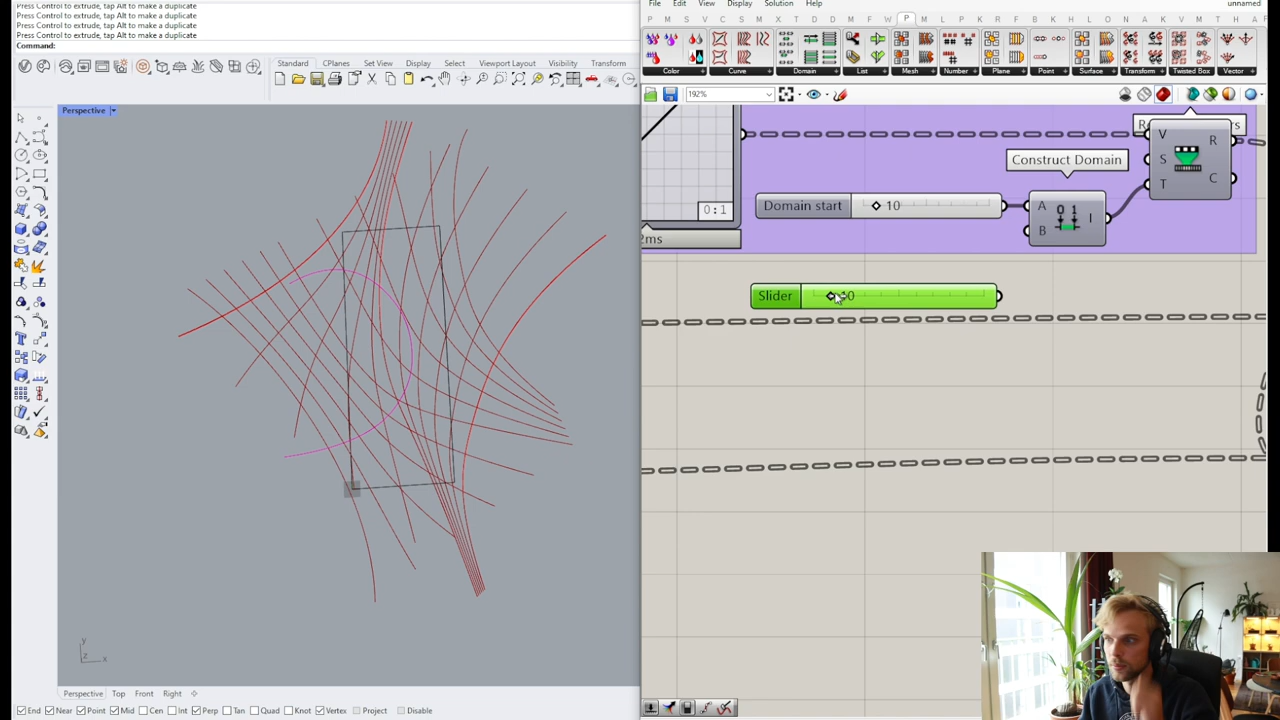 Press Control to extrude, tap Alt to make a duplicate
Press Control to extrude, tap Alt to make a duplicate
Press Control to extrude, tap Alt to make a duplicate
Press Control to extrude, tap Alt to make a duplicate
Command:
Standard CPlanes Set View Display Select Viewport Layout
Perspective
Perspective Top Front Right
End Near Point Mid Cen Int Perp Tan Quad Knot Vertex Project Disable
File Edit View Display Solution Help
unnamed
P M S V C S M S I D D M K F H L K L N F O A P M L E T S G H R O A C P S M V K T S D H A F
Color Curve Domain List Mesh Number Plane Point Surface Transform Twisted Box Vector
192%
V
S
T
R
C
Construct Domain
0:1
Domain start
10
A
B
0 1
I
2ms
Slider
10
y
z
x